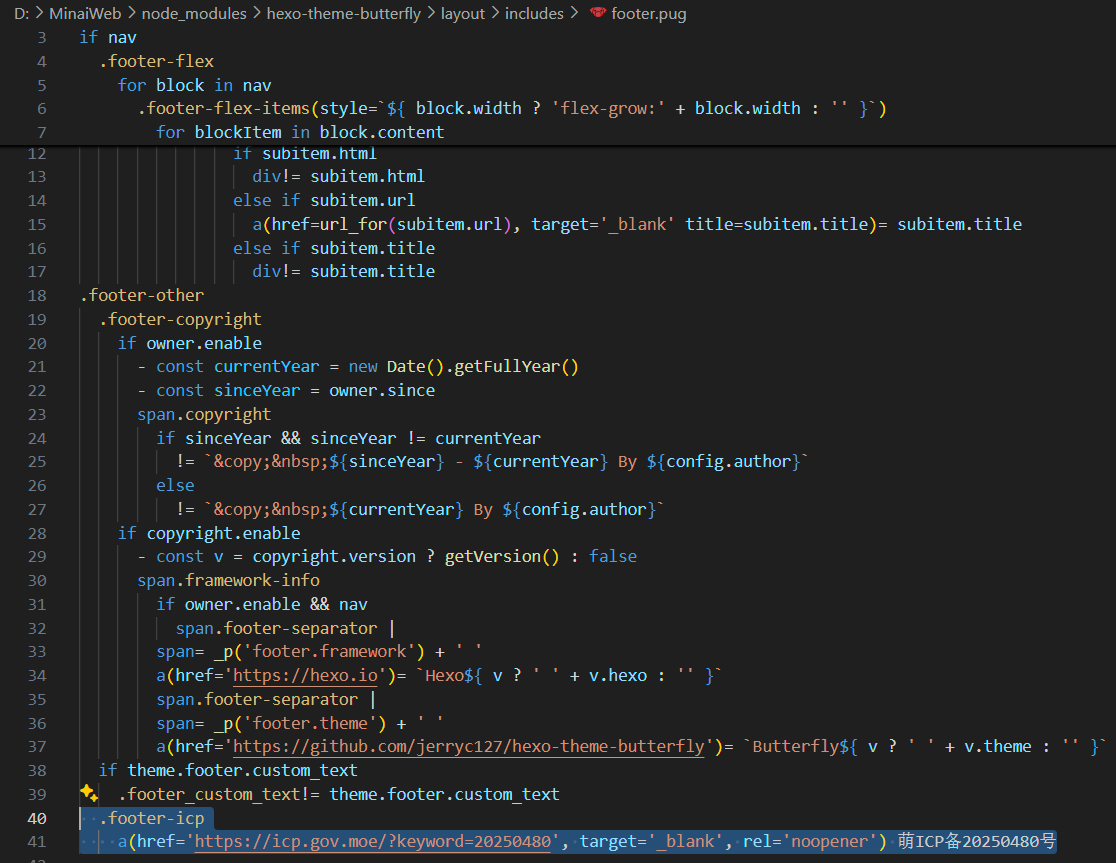 D: > MinaiWeb > node_modules > hexo-theme-butterfly > layout > includes > footer.pug
3 if nav
4 .footer-flex
5 for block in nav
6 .footer-flex-items(style=`${ block.width ? 'flex-grow:' + block.width : '' }`)
7 for blockItem in block.content
12 if subitem.html
13 div!= subitem.html
14 else if subitem.url
15 a(href=url_for(subitem.url), target='_blank' title=subitem.title)= subitem.title
16 else if subitem.title
17 div!= subitem.title
18 .footer-other
19 .footer-copyright
20 if owner.enable
21 - const currentYear = new Date().getFullYear()
22 - const sinceYear = owner.since
23 span.copyright
24 if sinceYear && sinceYear != currentYear
25 != `&copy;&nbsp;${sinceYear} - ${currentYear} By ${config.author}`
26 else
27 != `&copy;&nbsp;${currentYear} By ${config.author}`
28 if copyright.enable
29 - const v = copyright.version ? getVersion() : false
30 span.framework-info
31 if owner.enable && nav
32 span.footer-separator |
33 span= _p('footer.framework') + ' '
34 a(href='https://hexo.io')= `Hexo${ v ? ' ' + v.hexo : '' }`
35 span.footer-separator |
36 span= _p('footer.theme') + ' '
37 a(href='https://github.com/jerryc127/hexo-theme-butterfly')= `Butterfly${ v ? ' ' + v.theme : '' }`
38 if theme.footer.custom_text
39 .footer_custom_text!= theme.footer.custom_text
40 .footer-icp
41 a(href='https://icp.gov.moe/?keyword=20250480', target='_blank', rel='noopener') 萌ICP备20250480号